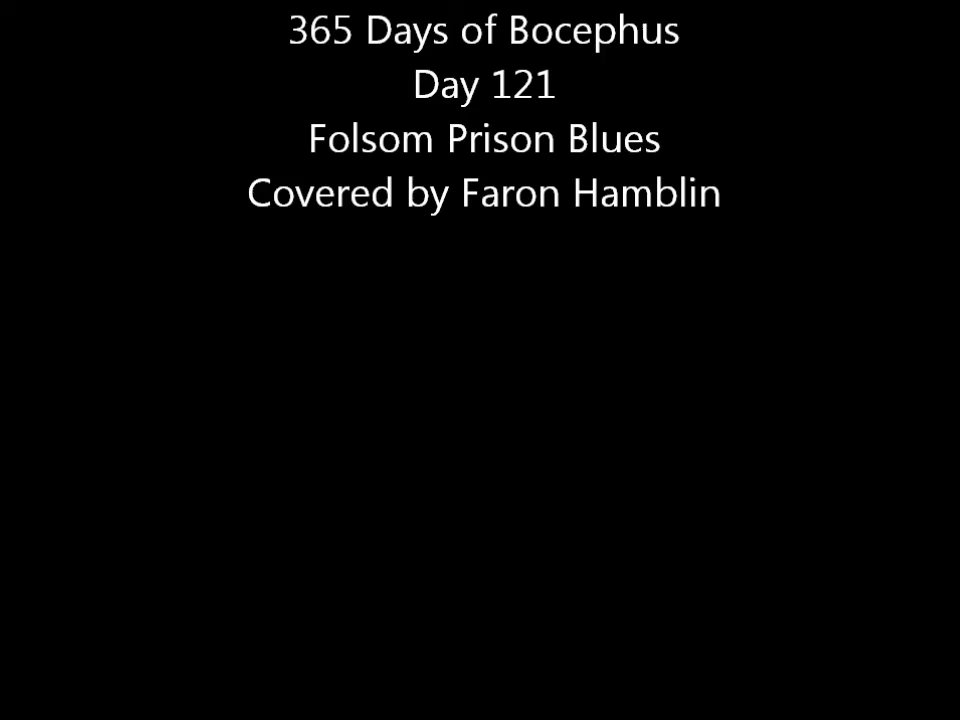 365 Days of Bocephus
Day 121
Folsom Prison Blues
Covered by Faron Hamblin